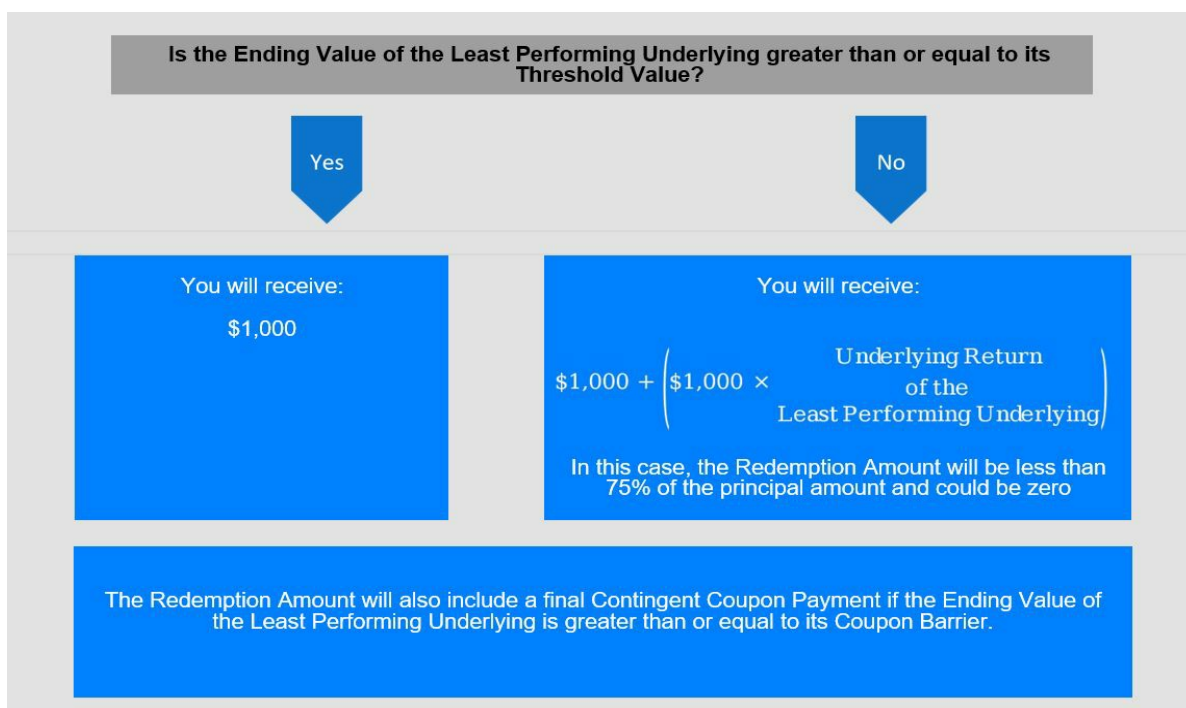 Is the Ending Value of the Least Performing Underlying greater than or equal to its
Threshold Value?
Yes
No
You will receive:
$1,000
You will receive:
$1,000 + ($1,000 × Underlying Return
of the
Least Performing Underlying)
In this case, the Redemption Amount will be less than
75% of the principal amount and could be zero
The Redemption Amount will also include a final Contingent Coupon Payment if the Ending Value of
the Least Performing Underlying is greater than or equal to its Coupon Barrier.